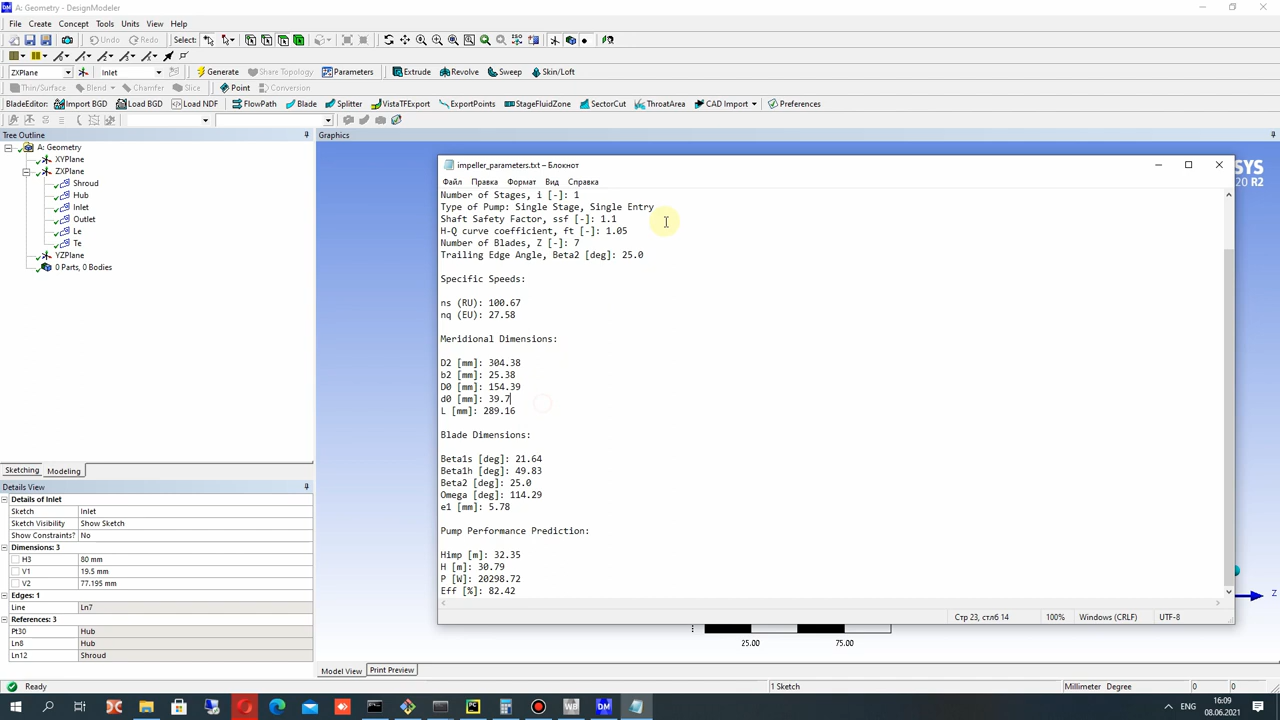 A: Geometry - DesignModeler
File Create Concept Tools Units View Help
Undo Redo Select:
ZXPlane Inlet Generate Share Topology Parameters Extrude Revolve Sweep Skin/Loft
Thin/Surface Blend Chamfer Slice Point Conversion
BladeEditor: Import BGD Load BGD Load NDF FlowPath Blade Splitter VistaTFExport ExportPoints StageFluidZone SectorCut ThroatArea CAD Import Preferences
Tree Outline
A: Geometry
XYPlane
ZXPlane
Shroud
Hub
Inlet
Outlet
Le
Te
YZPlane
0 Parts, 0 Bodies
Sketching Modeling
Details View
Details of Inlet
Sketch Inlet
Sketch Visibility Show Sketch
Show Constraints? No
Dimensions: 3
H3 80 mm
V1 19.5 mm
V2 77.195 mm
Edges: 1
Line Ln7
References: 3
Pt30 Hub
Ln8 Hub
Ln12 Shroud
Graphics
SYS
20 R2
impeller_parameters.txt – Блокнот
Файл Правка Формат Вид Справка
Number of Stages, i [-]: 1
Type of Pump: Single Stage, Single Entry
Shaft Safety Factor, ssf [-]: 1.1
H-Q curve coefficient, ft [-]: 1.05
Number of Blades, Z [-]: 7
Trailing Edge Angle, Beta2 [deg]: 25.0
Specific Speeds:
ns (RU): 100.67
nq (EU): 27.58
Meridional Dimensions:
D2 [mm]: 304.38
b2 [mm]: 25.38
D0 [mm]: 154.39
d0 [mm]: 39.7
L [mm]: 289.16
Blade Dimensions:
Beta1s [deg]: 21.64
Beta1h [deg]: 49.83
Beta2 [deg]: 25.0
Omega [deg]: 114.29
e1 [mm]: 5.78
Pump Performance Prediction:
Himp [m]: 32.35
H [m]: 30.79
P [W]: 20298.72
Eff [%]: 82.42
Стр 23, стлб 14 100% Windows (CRLF) UTF-8
Z
25.00 75.00
Model View Print Preview
Ready 1 Sketch Millimeter Degree 0 0
ENG 16:09
08.06.2021